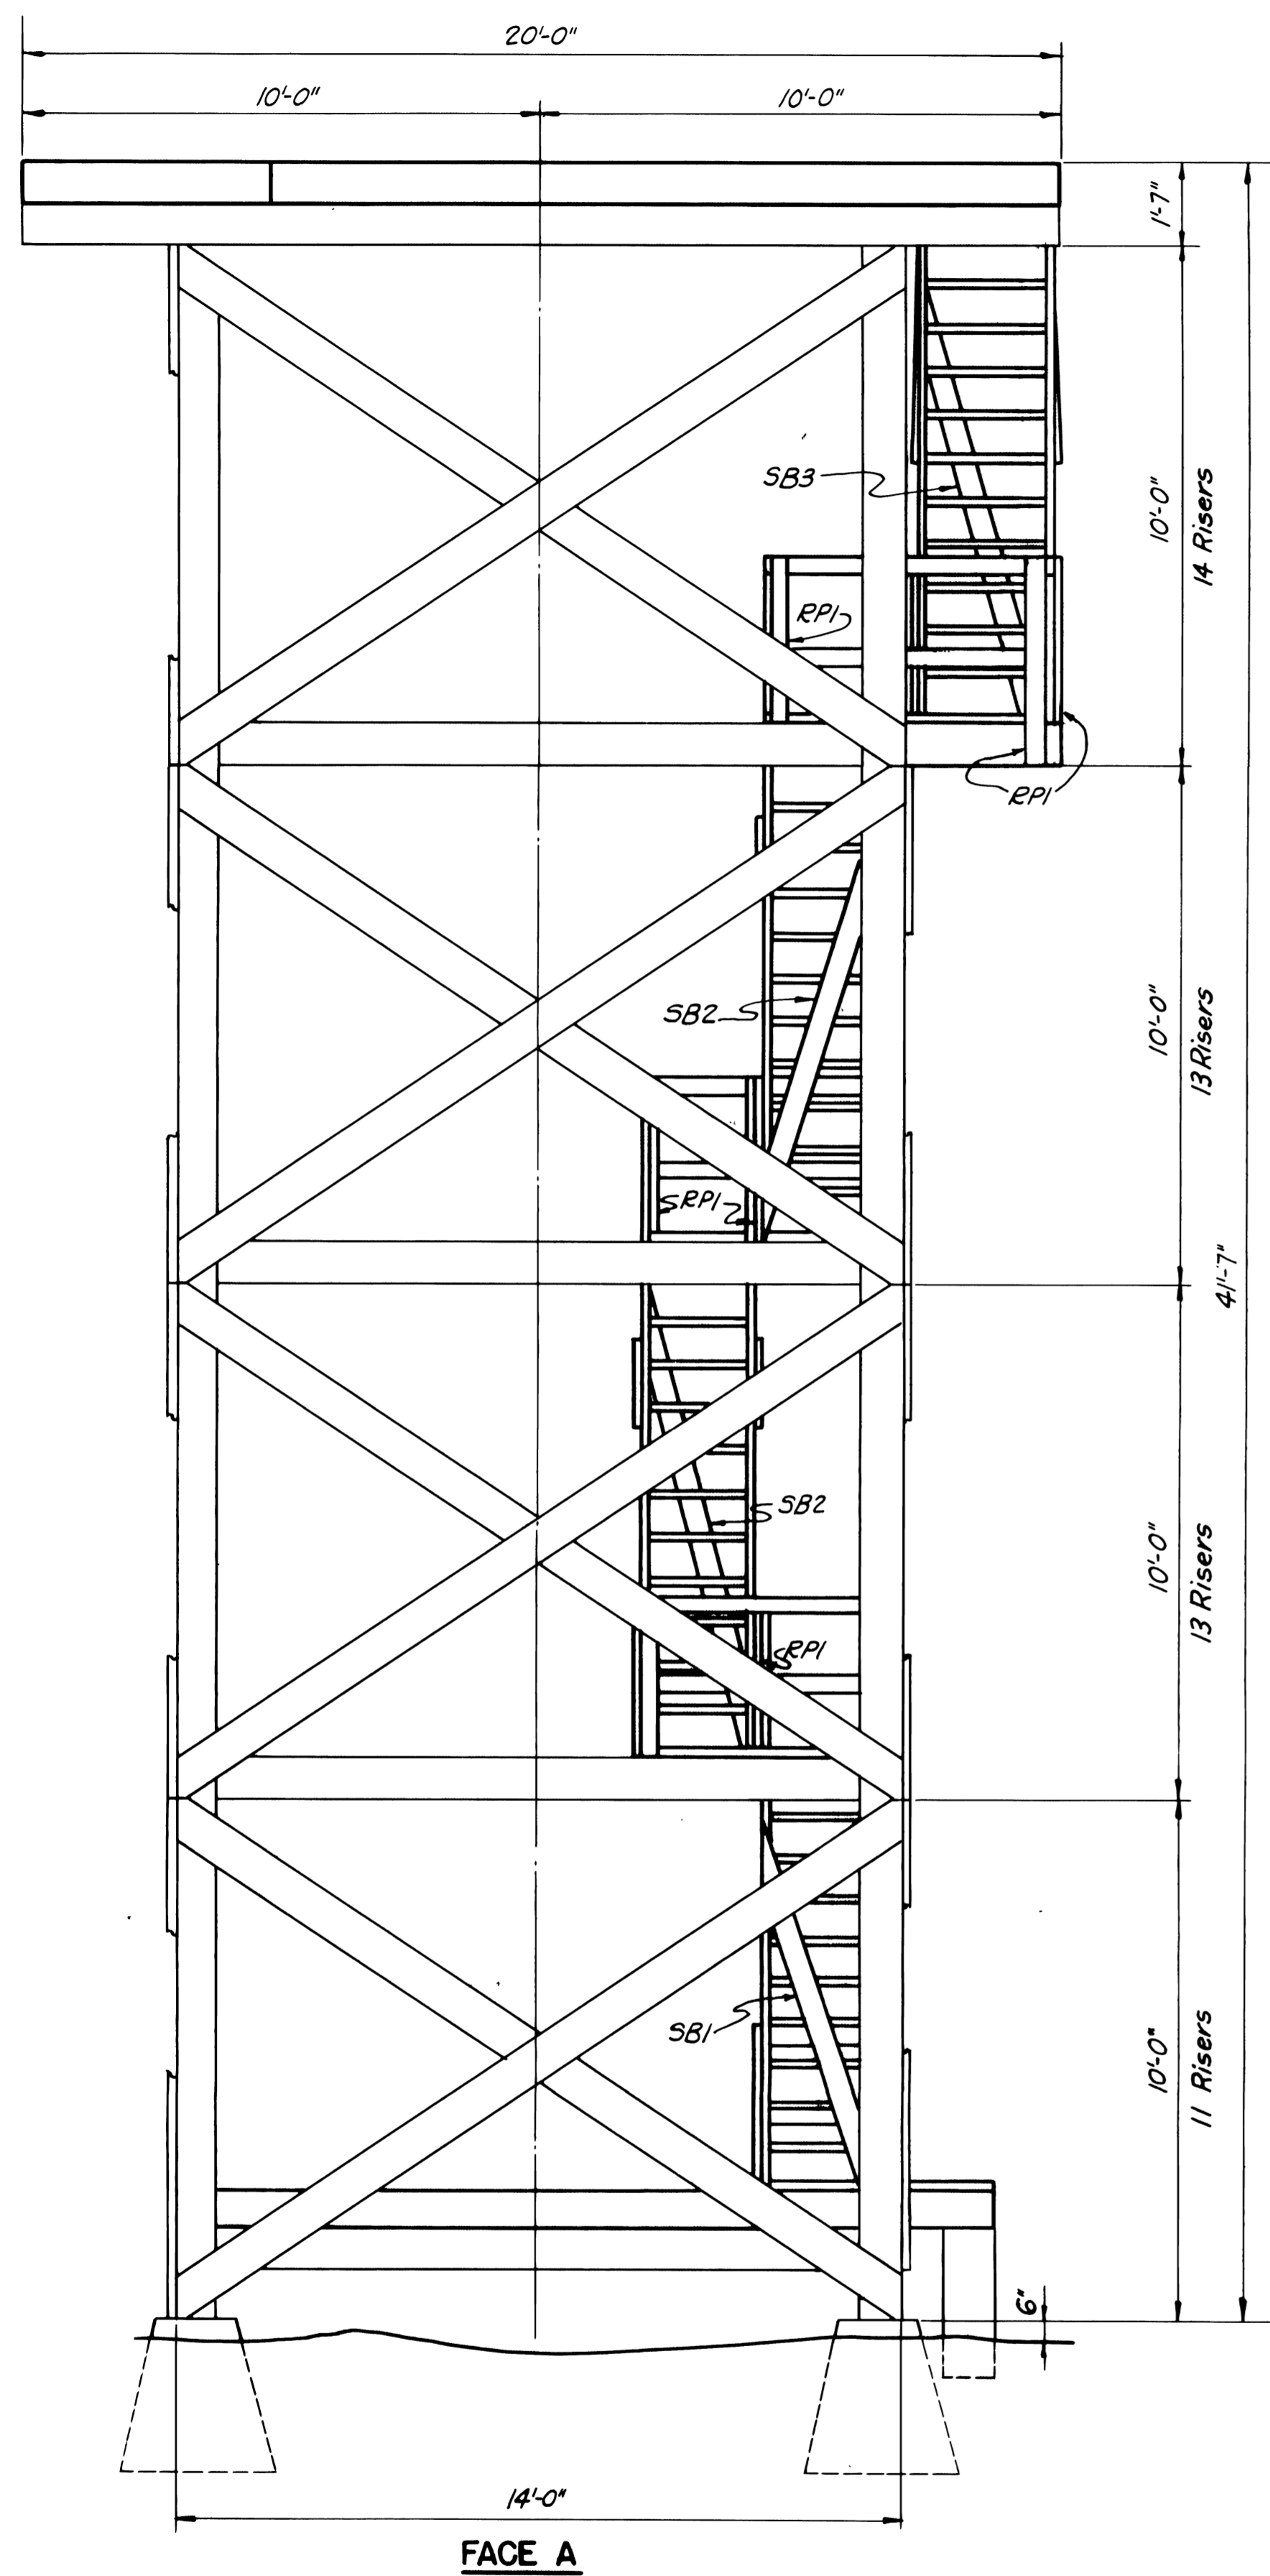 20'-0"
10'-0"
10'-0"
1'-7"
SB3
10'-0"
14 Risers
RP1
RP1
SB2
10'-0"
13 Risers
RP1
41'-7"
SB2
10'-0"
13 Risers
RP1
SB1
10'-0"
11 Risers
6"
14'-0"
FACE A